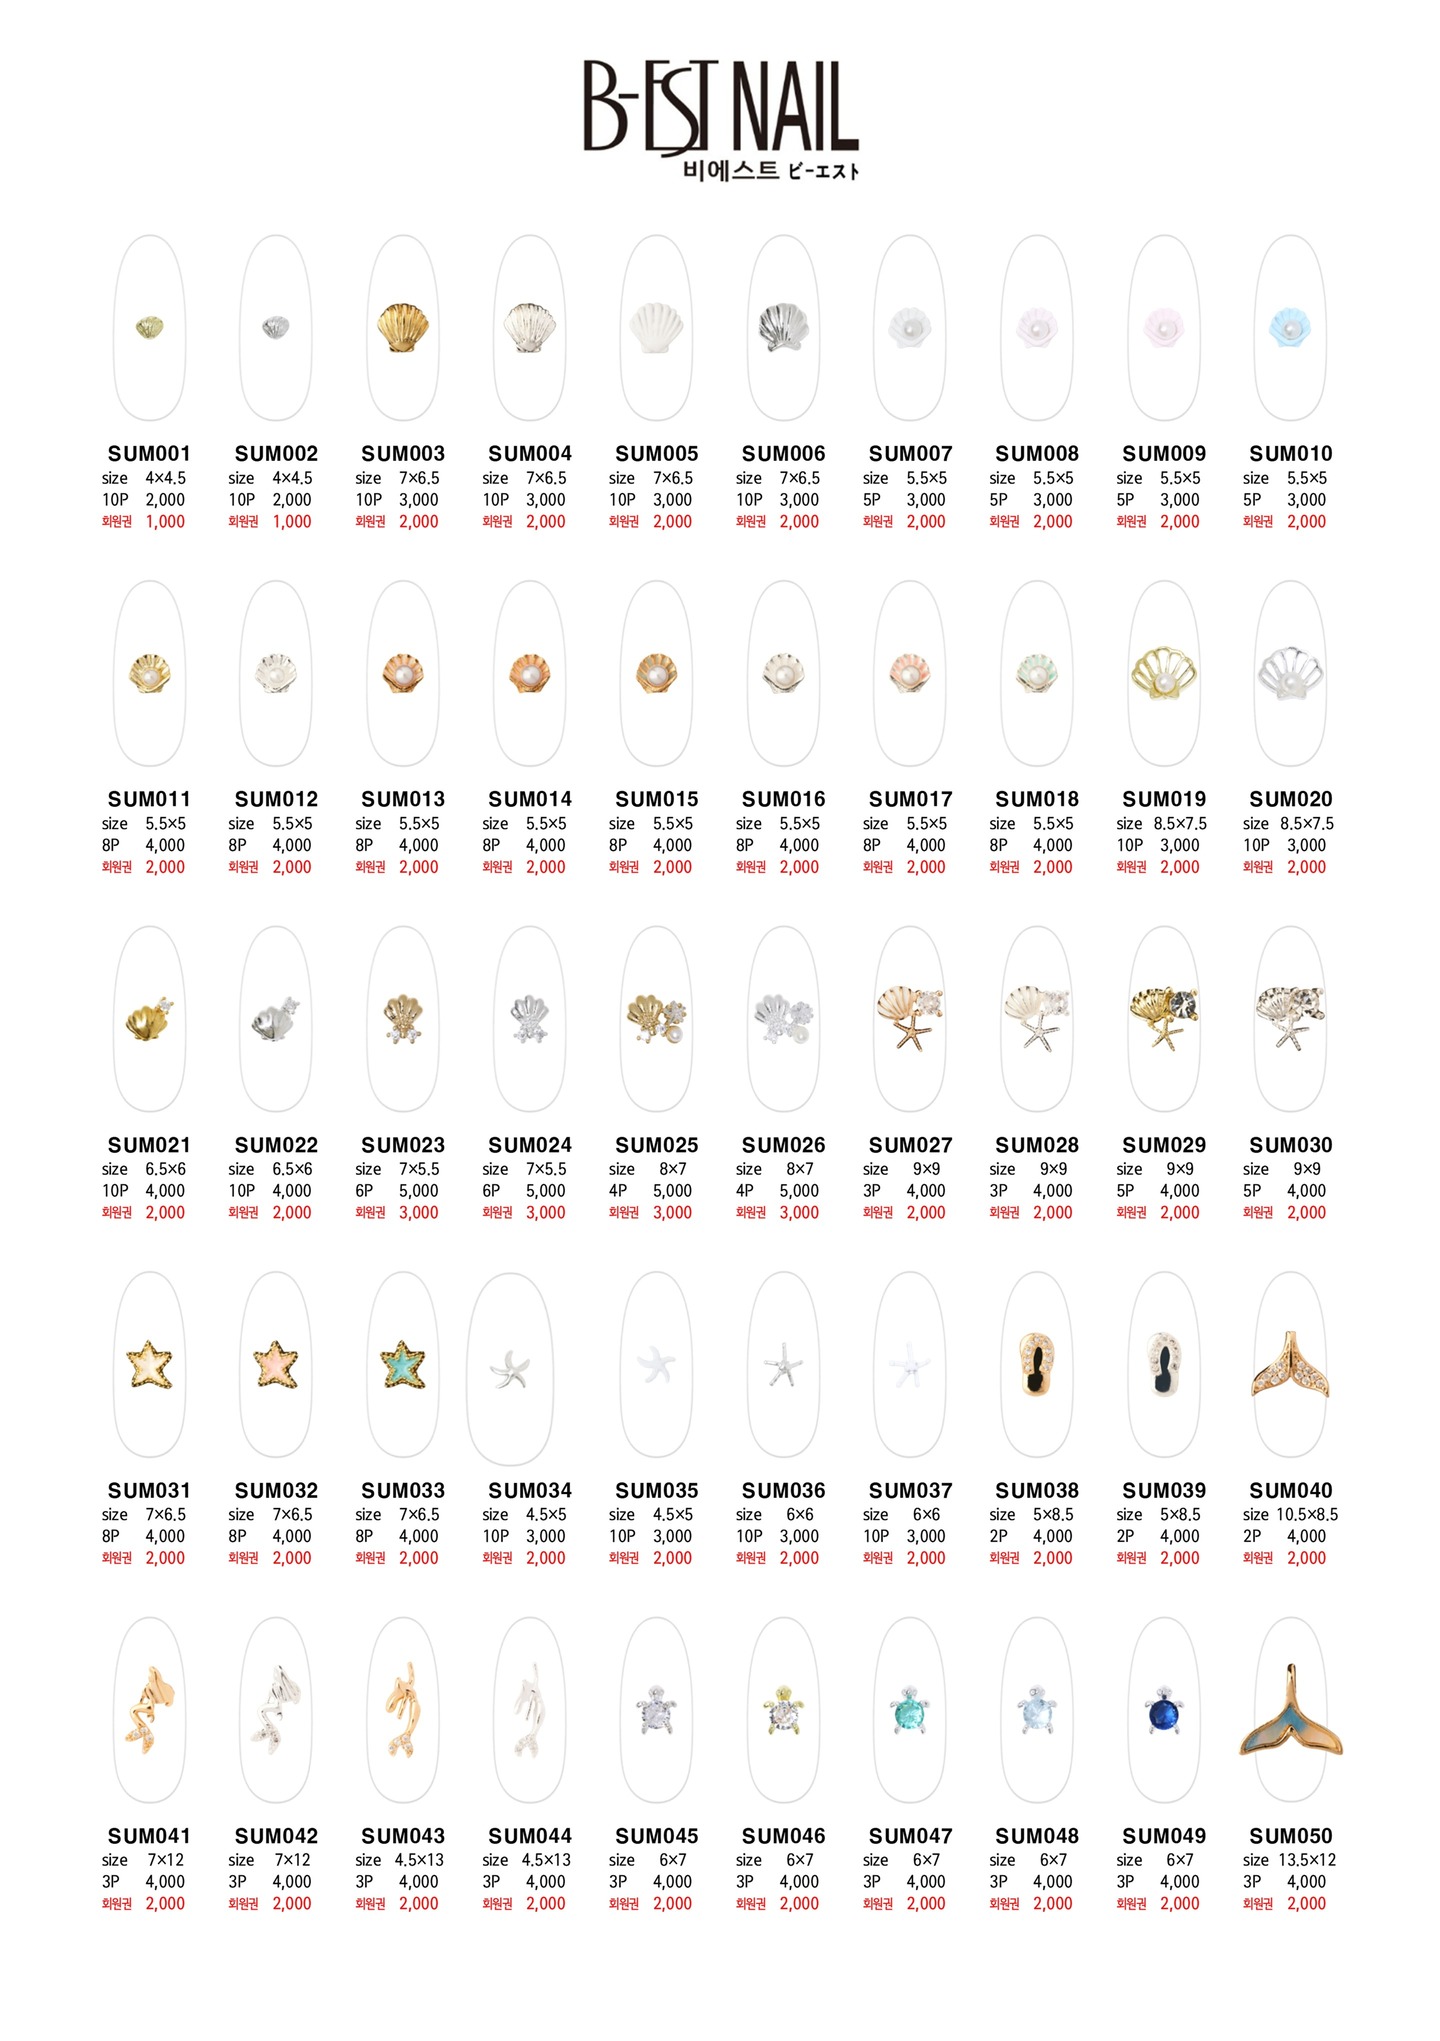 B-EST NAIL
비에스트 ビーエスト
SUM001 SUM002 SUM003 SUM004 SUM005 SUM006 SUM007 SUM008 SUM009 SUM010
size 4×4.5 size 4×4.5 size 7×6.5 size 7×6.5 size 7×6.5 size 7×6.5 size 5.5×5 size 5.5×5 size 5.5×5 size 5.5×5
10P 2,000 10P 2,000 10P 3,000 10P 3,000 10P 3,000 10P 3,000 5P 3,000 5P 3,000 5P 3,000 5P 3,000
회원권 1,000 회원권 1,000 회원권 2,000 회원권 2,000 회원권 2,000 회원권 2,000 회원권 2,000 회원권 2,000 회원권 2,000 회원권 2,000
SUM011 SUM012 SUM013 SUM014 SUM015 SUM016 SUM017 SUM018 SUM019 SUM020
size 5.5×5 size 5.5×5 size 5.5×5 size 5.5×5 size 5.5×5 size 5.5×5 size 5.5×5 size 5.5×5 size 8.5×7.5 size 8.5×7.5
8P 4,000 8P 4,000 8P 4,000 8P 4,000 8P 4,000 8P 4,000 8P 4,000 8P 4,000 10P 3,000 10P 3,000
회원권 2,000 회원권 2,000 회원권 2,000 회원권 2,000 회원권 2,000 회원권 2,000 회원권 2,000 회원권 2,000 회원권 2,000 회원권 2,000
SUM021 SUM022 SUM023 SUM024 SUM025 SUM026 SUM027 SUM028 SUM029 SUM030
size 6.5×6 size 6.5×6 size 7×5.5 size 7×5.5 size 8×7 size 8×7 size 9×9 size 9×9 size 9×9 size 9×9
10P 4,000 10P 4,000 6P 5,000 6P 5,000 4P 5,000 4P 5,000 3P 4,000 3P 4,000 5P 4,000 5P 4,000
회원권 2,000 회원권 2,000 회원권 3,000 회원권 3,000 회원권 3,000 회원권 3,000 회원권 2,000 회원권 2,000 회원권 2,000 회원권 2,000
SUM031 SUM032 SUM033 SUM034 SUM035 SUM036 SUM037 SUM038 SUM039 SUM040
size 7×6.5 size 7×6.5 size 7×6.5 size 4.5×5 size 4.5×5 size 6×6 size 6×6 size 5×8.5 size 5×8.5 size 10.5×8.5
8P 4,000 8P 4,000 8P 4,000 10P 3,000 10P 3,000 10P 3,000 10P 3,000 2P 4,000 2P 4,000 2P 4,000
회원권 2,000 회원권 2,000 회원권 2,000 회원권 2,000 회원권 2,000 회원권 2,000 회원권 2,000 회원권 2,000 회원권 2,000 회원권 2,000
SUM041 SUM042 SUM043 SUM044 SUM045 SUM046 SUM047 SUM048 SUM049 SUM050
size 7×12 size 7×12 size 4.5×13 size 4.5×13 size 6×7 size 6×7 size 6×7 size 6×7 size 6×7 size 13.5×12
3P 4,000 3P 4,000 3P 4,000 3P 4,000 3P 4,000 3P 4,000 3P 4,000 3P 4,000 3P 4,000 3P 4,000
회원권 2,000 회원권 2,000 회원권 2,000 회원권 2,000 회원권 2,000 회원권 2,000 회원권 2,000 회원권 2,000 회원권 2,000 회원권 2,000